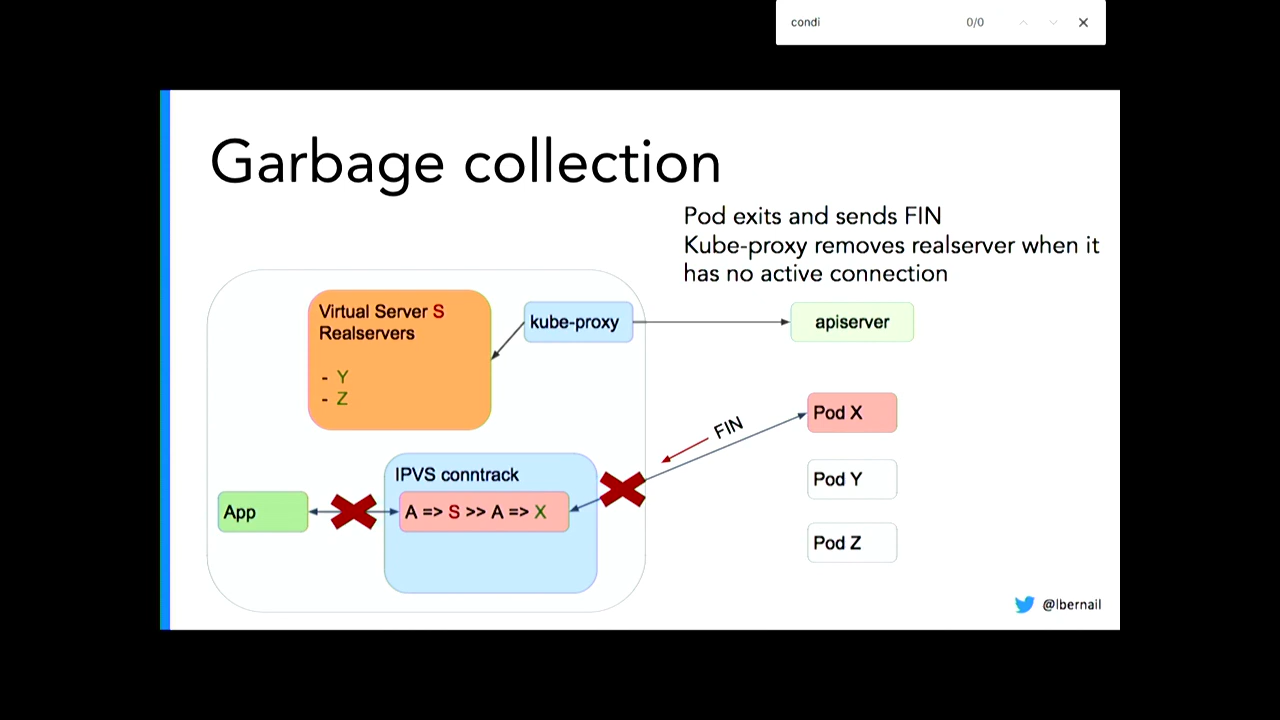 condi
0/0
Garbage collection
Pod exits and sends FIN
Kube-proxy removes realserver when it
has no active connection
Virtual Server S
Realservers
- Y
- Z
kube-proxy
apiserver
Pod X
FIN
IPVS conntrack
Pod Y
App
A => S >> A => X
Pod Z
@lbernail